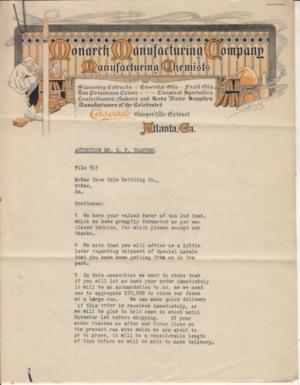 Monarch Manufacturing Company
Manufacturing Chemists
Flavoring Extracts Essential Oils Fruit Oils
Non Poisonous Colors Chemical Specialties
Confectioners, Bakers and Soda Water Supplies
Manufacturers of the Celebrated
Cascade Ginger Ale Extract
Atlanta, Ga.
ATTENTION MR. 
File 517
McRae Coca Cola Bottling Co.,
McRae,
Ga.
Gentlemen:
We have your valued favor of the 2nd inst,
which we have promptly forwarded as per en-
closed invoice, for which please accept our
thanks.
We note that you will advise us a little
later regarding shipment of Special Labels
that you have been getting from us in the
past.
In this connection we want to state that
if you will let us have your order immediately
it will be an accomodation to us, as we need
one to aggregate 250,000 to close our forms
on a large run. We can make quick delivery
if this order is received immediately, or
we will be glad to hold same in stock until
November 1st before shipping. If your
order reaches us after our forms close on
the present run with which we are about to
go to press, it will be a considerable length
of time before we will be able to make delivery.